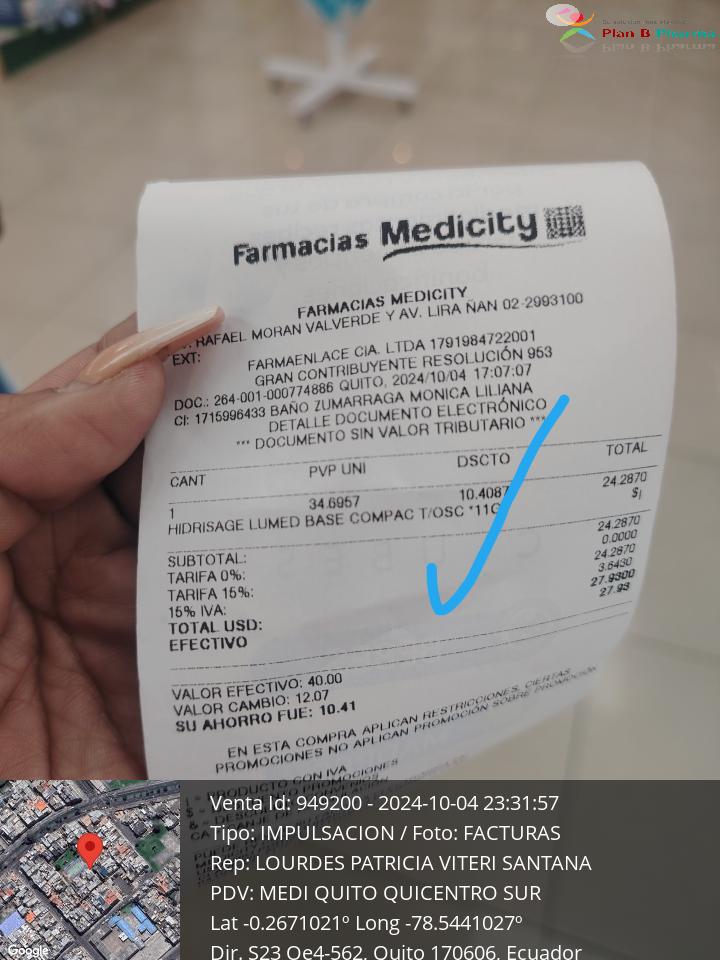 Plan B Pharma
Farmacias Medicity
FARMACIAS MEDICITY
RAFAEL MORAN VALVERDE Y AV. LIRA ÑAN 02-2993100
EXT:
FARMAENLACE CIA. LTDA 1791984722001
GRAN CONTRIBUYENTE RESOLUCIÓN 953
DOC.: 264-001-000774886 QUITO, 2024/10/04 17:07:07
CI: 1715996433 BAÑO ZUMARRAGA MONICA LILIANA
DETALLE DOCUMENTO ELECTRÓNICO
*** DOCUMENTO SIN VALOR TRIBUTARIO ***
CANT PVP UNI DSCTO TOTAL
1 34.6957 10.4087 24.2870
HIDRISAGE LUMED BASE COMPAC T/OSC *11G $|
SUBTOTAL: 24.2870
TARIFA 0%: 0.0000
TARIFA 15%: 24.2870
15% IVA: 3.6430
TOTAL USD: 27.9300
EFECTIVO 27.93
VALOR EFECTIVO: 40.00
VALOR CAMBIO: 12.07
SU AHORRO FUE: 10.41
EN ESTA COMPRA APLICAN RESTRICCIONES, CIERTAS
PROMOCIONES NO APLICAN PROMOCIÓN SOBRE PROMOCIÓN
PRODUCTO CON IVA
Venta Id: 949200 - 2024-10-04 23:31:57
Tipo: IMPULSACION / Foto: FACTURAS
Rep: LOURDES PATRICIA VITERI SANTANA
PDV: MEDI QUITO QUICENTRO SUR
Lat -0.2671021º Long -78.5441027º
Dir. S23 Oe4-562, Quito 170606, Ecuador
Google